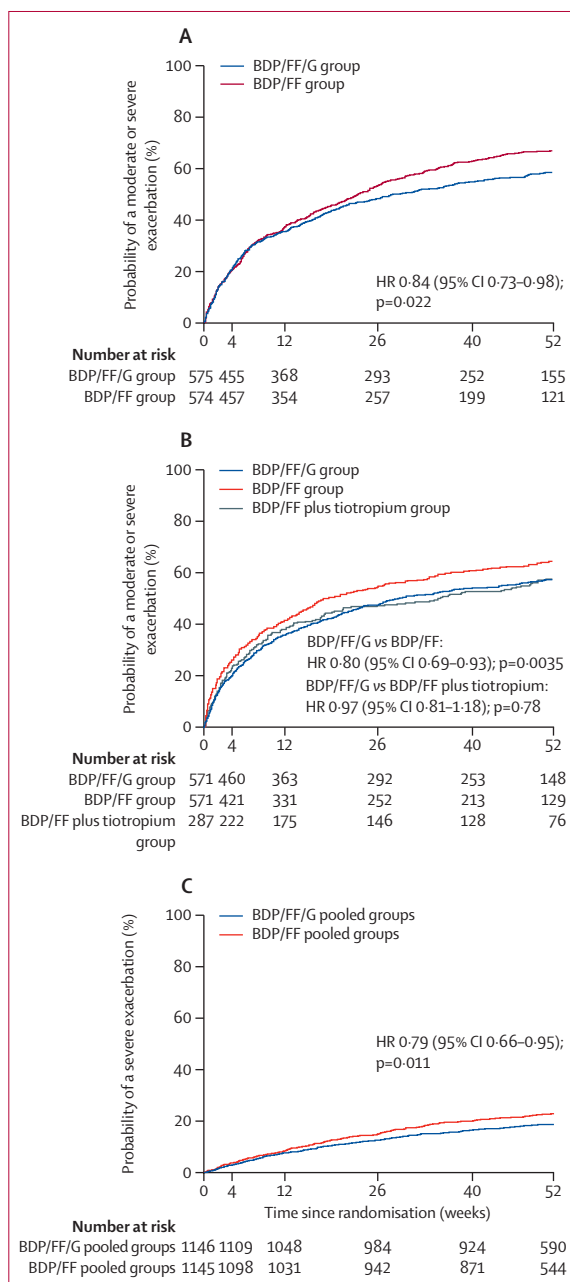 A
BDP/FF/G group
BDP/FF group
Probability of a moderate or severe
exacerbation (%)
100
80
60
40
20
0
HR 0·84 (95% CI 0·73–0·98);
p=0·022
0 4 12 26 40 52
Number at risk
BDP/FF/G group 575 455 368 293 252 155
BDP/FF group 574 457 354 257 199 121
B
BDP/FF/G group
BDP/FF group
BDP/FF plus tiotropium group
Probability of a moderate or severe
exacerbation (%)
100
80
60
40
20
0
BDP/FF/G vs BDP/FF:
HR 0·80 (95% CI 0·69–0·93); p=0·0035
BDP/FF/G vs BDP/FF plus tiotropium:
HR 0·97 (95% CI 0·81–1·18); p=0·78
0 4 12 26 40 52
Number at risk
BDP/FF/G group 571 460 363 292 253 148
BDP/FF group 571 421 331 252 213 129
BDP/FF plus tiotropium 287 222 175 146 128 76
group
C
BDP/FF/G pooled groups
BDP/FF pooled groups
Probability of a severe exacerbation (%)
100
80
60
40
20
0
HR 0·79 (95% CI 0·66–0·95);
p=0·011
0 4 12 26 40 52
Time since randomisation (weeks)
Number at risk
BDP/FF/G pooled groups 1146 1109 1048 984 924 590
BDP/FF pooled groups 1145 1098 1031 942 871 544